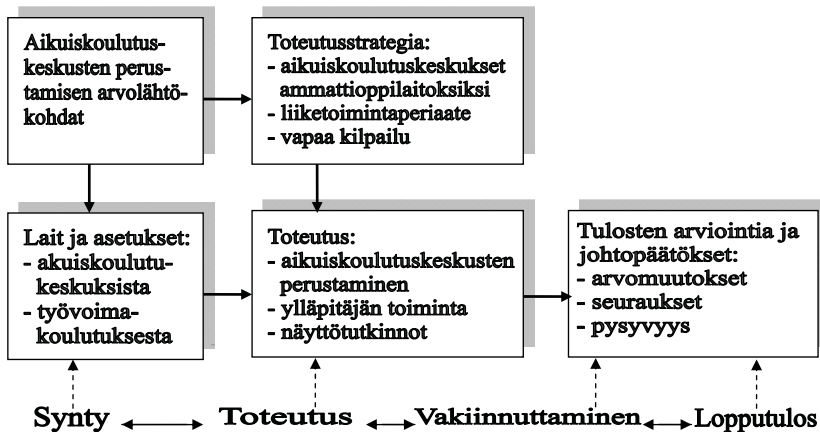 Aikuiskoulutus-
keskusten perus-
tamisen arvolähtö-
kohdat
Toteutusstrategia:
- aikuiskoulutuskeskukset
ammattioppilaitoksiksi
- liiketoimintaperiaate
- vapaa kilpailu
Lait ja asetukset:
- akuiskoulutu-
keskuksista
- työvoima-
koulutuksesta
Toteutus:
- aikuiskoulutuskeskusten
perustaminen
- ylläpitäjän toiminta
- näyttötutkinnot
Tulosten arviointia ja
johtopäätökset:
- arvomuutokset
- seuraukset
- pysyvyys
Synty Toteutus Vakiinnuttaminen Lopputulos